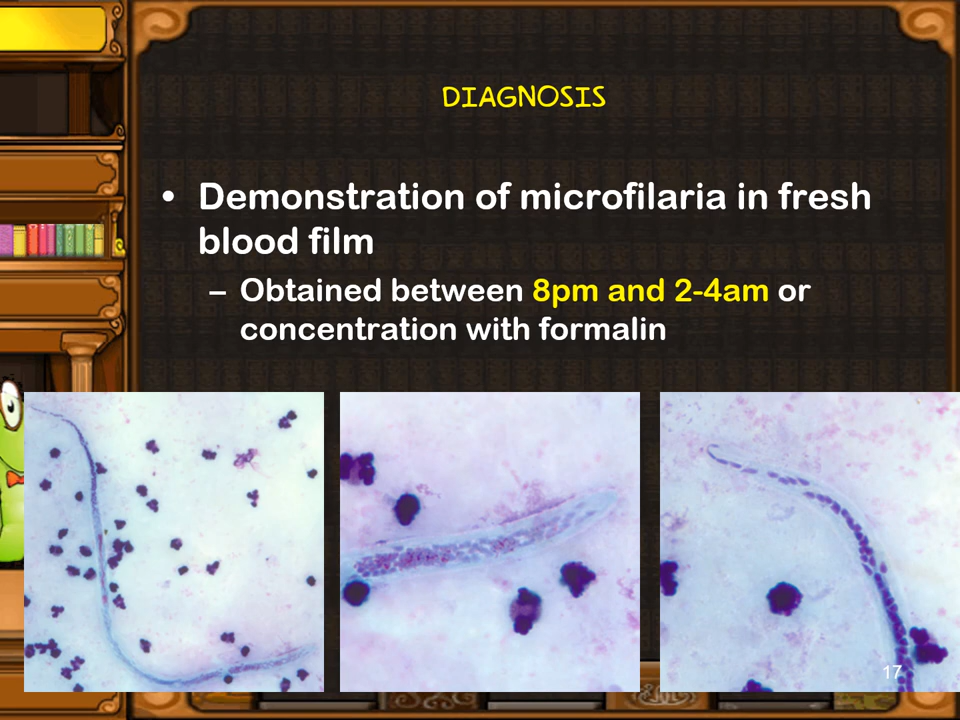 DIAGNOSIS
• Demonstration of microfilaria in fresh
blood film
– Obtained between 8pm and 2-4am or
concentration with formalin
17